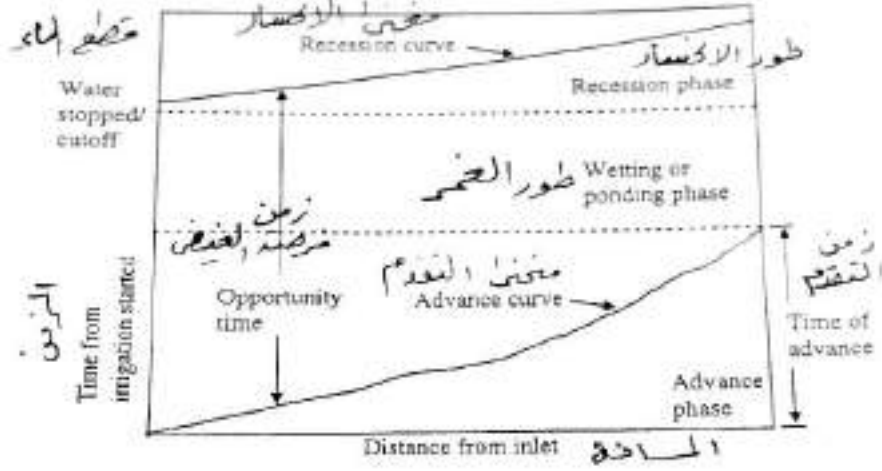 منحنى الانحسار
قطع الماء
Recession curve
طور الانحسار
Water
stopped/
cutoff
Recession phase
طور الغمر
Wetting or
ponding phase
زمن
فرصة الغيض
منحنى التقدم
زمن
التقدم
Opportunity
time
Advance curve
Time of
advance
الزمن
Time from
irrigation started
Advance
phase
Distance from inlet
المسافة